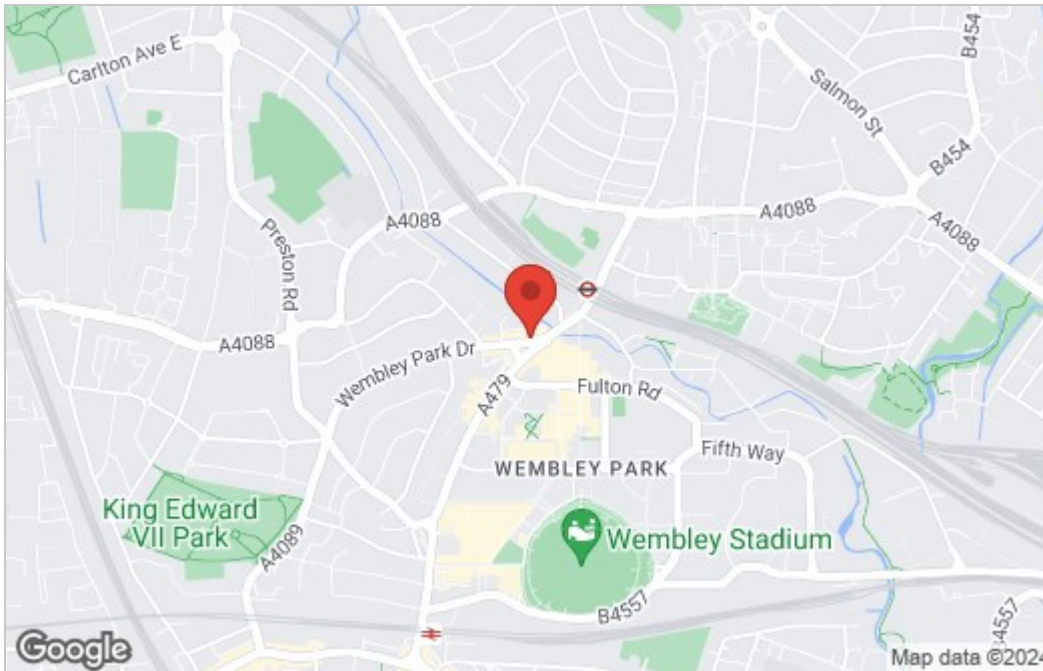 Carlton Ave E
B454
Salmon St
B454
A4088
A4088
A4088
Preston Rd
A4088
Wembley Park Dr
A479
Fulton Rd
Fifth Way
WEMBLEY PARK
King Edward
VII Park
A4089
Wembley Stadium
B4557
B4557
Google
Map data ©2024